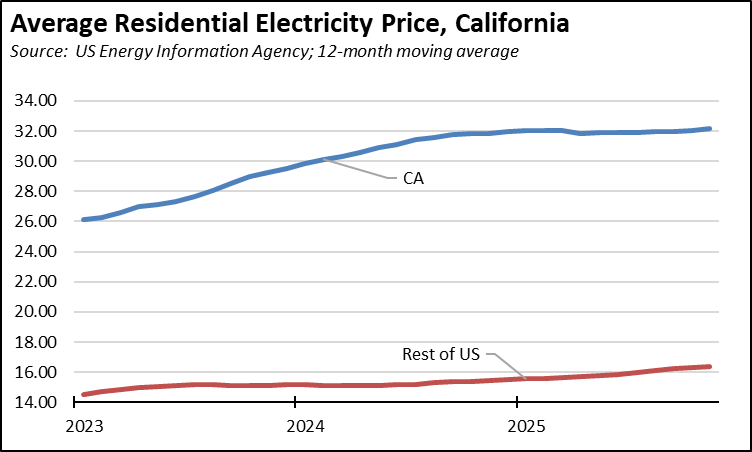 Average Residential Electricity Price, California
Source:  US Energy Information Agency; 12-month moving average
34.00
32.00
30.00
CA
28.00
26.00
24.00
22.00
20.00
18.00
Rest of US
16.00
14.00
2023 2024 2025